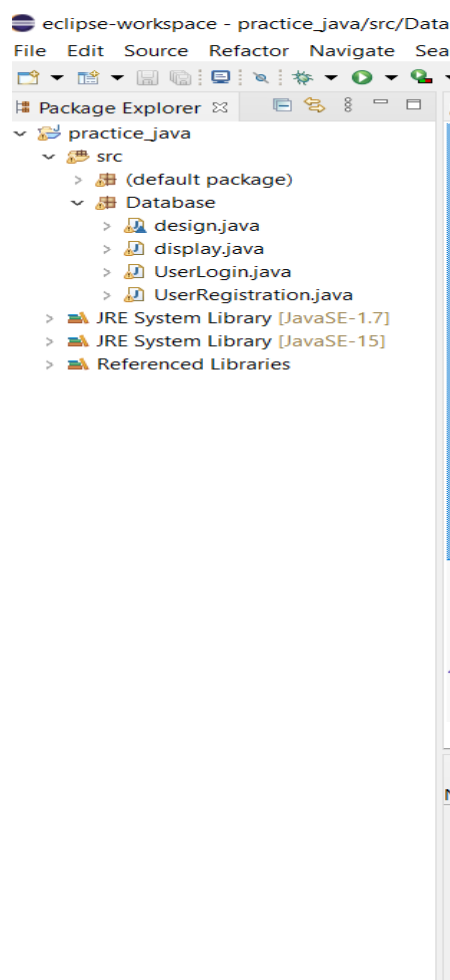 eclipse-workspace - practice_java/src/Data
File Edit Source Refactor Navigate Sea
Package Explorer
practice_java
src
(default package)
Database
design.java
display.java
UserLogin.java
UserRegistration.java
JRE System Library [JavaSE-1.7]
JRE System Library [JavaSE-15]
Referenced Libraries